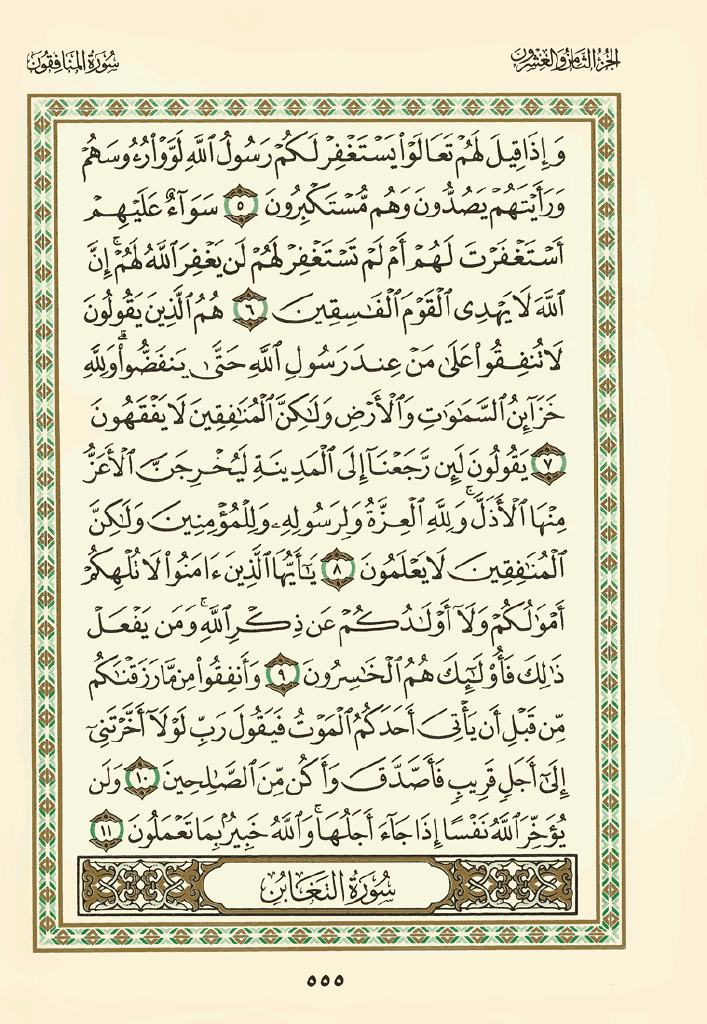 الجزء الثامن والعشرون
سورة المنافقون
وَإِذَا قِيلَ لَهُمْ تَعَالَوْا۟ يَسْتَغْفِرْ لَكُمْ رَسُولُ ٱللَّهِ لَوَّوْا۟ رُءُوسَهُمْ
وَرَأَيْتَهُمْ يَصُدُّونَ وَهُم مُّسْتَكْبِرُونَ ٥ سَوَآءٌ عَلَيْهِمْ
أَسْتَغْفَرْتَ لَهُمْ أَمْ لَمْ تَسْتَغْفِرْ لَهُمْ لَن يَغْفِرَ ٱللَّهُ لَهُمْ ۚ إِنَّ
ٱللَّهَ لَا يَهْدِى ٱلْقَوْمَ ٱلْفَـٰسِقِينَ ٦ هُمُ ٱلَّذِينَ يَقُولُونَ
لَا تُنفِقُوا۟ عَلَىٰ مَنْ عِندَ رَسُولِ ٱللَّهِ حَتَّىٰ يَنفَضُّوا۟ ۗ وَلِلَّهِ
خَزَآئِنُ ٱلسَّمَـٰوَٰتِ وَٱلْأَرْضِ وَلَـٰكِنَّ ٱلْمُنَـٰفِقِينَ لَا يَفْقَهُونَ
٧ يَقُولُونَ لَئِن رَّجَعْنَآ إِلَى ٱلْمَدِينَةِ لَيُخْرِجَنَّ ٱلْأَعَزُّ
مِنْهَا ٱلْأَذَلَّ ۚ وَلِلَّهِ ٱلْعِزَّةُ وَلِرَسُولِهِۦ وَلِلْمُؤْمِنِينَ وَلَـٰكِنَّ
ٱلْمُنَـٰفِقِينَ لَا يَعْلَمُونَ ٨ يَـٰٓأَيُّهَا ٱلَّذِينَ ءَامَنُوا۟ لَا تُلْهِكُمْ
أَمْوَٰلُكُمْ وَلَآ أَوْلَـٰدُكُمْ عَن ذِكْرِ ٱللَّهِ ۚ وَمَن يَفْعَلْ
ذَٰلِكَ فَأُو۟لَـٰٓئِكَ هُمُ ٱلْخَـٰسِرُونَ ٩ وَأَنفِقُوا۟ مِن مَّا رَزَقْنَـٰكُم
مِّن قَبْلِ أَن يَأْتِىَ أَحَدَكُمُ ٱلْمَوْتُ فَيَقُولَ رَبِّ لَوْلَآ أَخَّرْتَنِىٓ
إِلَىٰٓ أَجَلٍ قَرِيبٍ فَأَصَّدَّقَ وَأَكُن مِّنَ ٱلصَّـٰلِحِينَ ١٠ وَلَن
يُؤَخِّرَ ٱللَّهُ نَفْسًا إِذَا جَآءَ أَجَلُهَا ۚ وَٱللَّهُ خَبِيرٌۢ بِمَا تَعْمَلُونَ ١١
سُورَةُ التَّغَابُنِ
٥٥٥